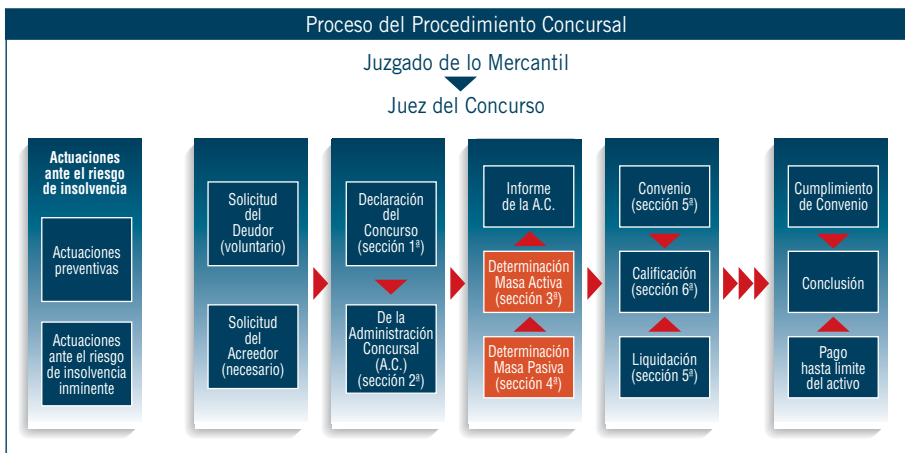 Proceso del Procedimiento Concursal
Juzgado de lo Mercantil
Juez del Concurso
Actuaciones
ante el riesgo
de insolvencia
Actuaciones
preventivas
Actuaciones
ante el riesgo
de insolvencia
inminente
Solicitud
del
Deudor
(voluntario)
Solicitud
del
Acreedor
(necesario)
Declaración
del
Concurso
(sección 1ª)
De la
Administración
Concursal
(A.C.)
(sección 2ª)
Informe
de la A.C.
Determinación
Masa Activa
(sección 3ª)
Determinación
Masa Pasiva
(sección 4ª)
Convenio
(sección 5ª)
Calificación
(sección 6ª)
Liquidación
(sección 5ª)
Cumplimiento
de Convenio
Conclusión
Pago
hasta limite
del activo